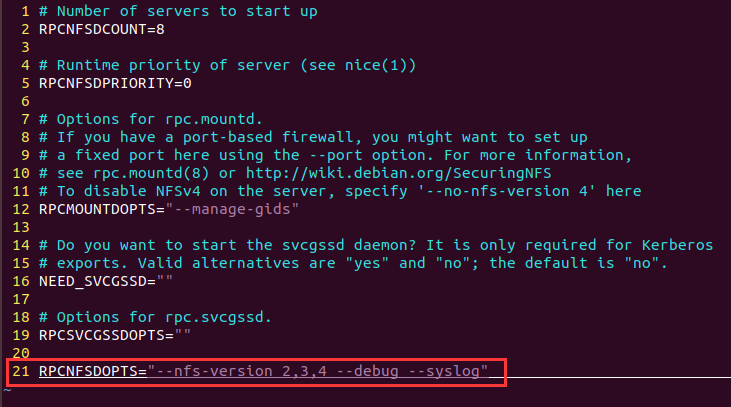 1 # Number of servers to start up
2 RPCNFSDCOUNT=8
3
4 # Runtime priority of server (see nice(1))
5 RPCNFSDPRIORITY=0
6
7 # Options for rpc.mountd.
8 # If you have a port-based firewall, you might want to set up
9 # a fixed port here using the --port option. For more information,
10 # see rpc.mountd(8) or http://wiki.debian.org/SecuringNFS
11 # To disable NFSv4 on the server, specify '--no-nfs-version 4' here
12 RPCMOUNTDOPTS="--manage-gids"
13
14 # Do you want to start the svcgssd daemon? It is only required for Kerberos
15 # exports. Valid alternatives are "yes" and "no"; the default is "no".
16 NEED_SVCGSSD=""
17
18 # Options for rpc.svcgssd.
19 RPCSVCGSSDOPTS=""
20
21 RPCNFSDOPTS="--nfs-version 2,3,4 --debug --syslog"
~